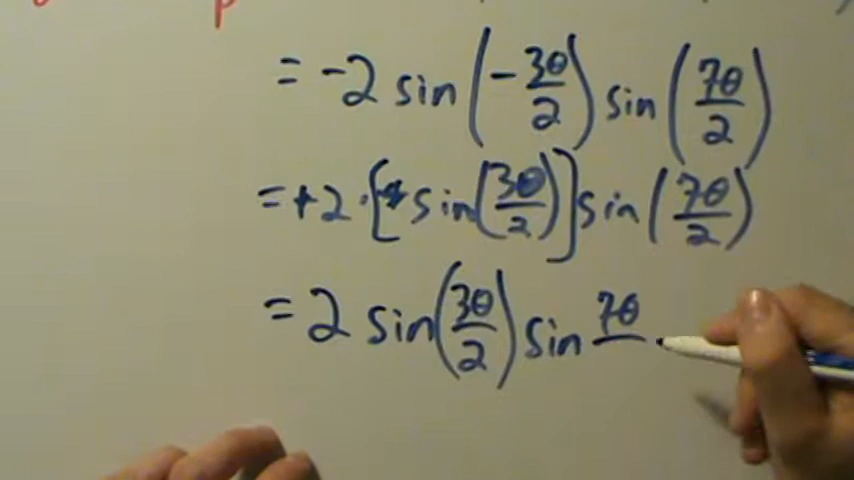 = -2 sin(-3θ/2) sin(7θ/2)
= +2·[+sin(3θ/2)]sin(7θ/2)
= 2 sin(3θ/2) sin 7θ/